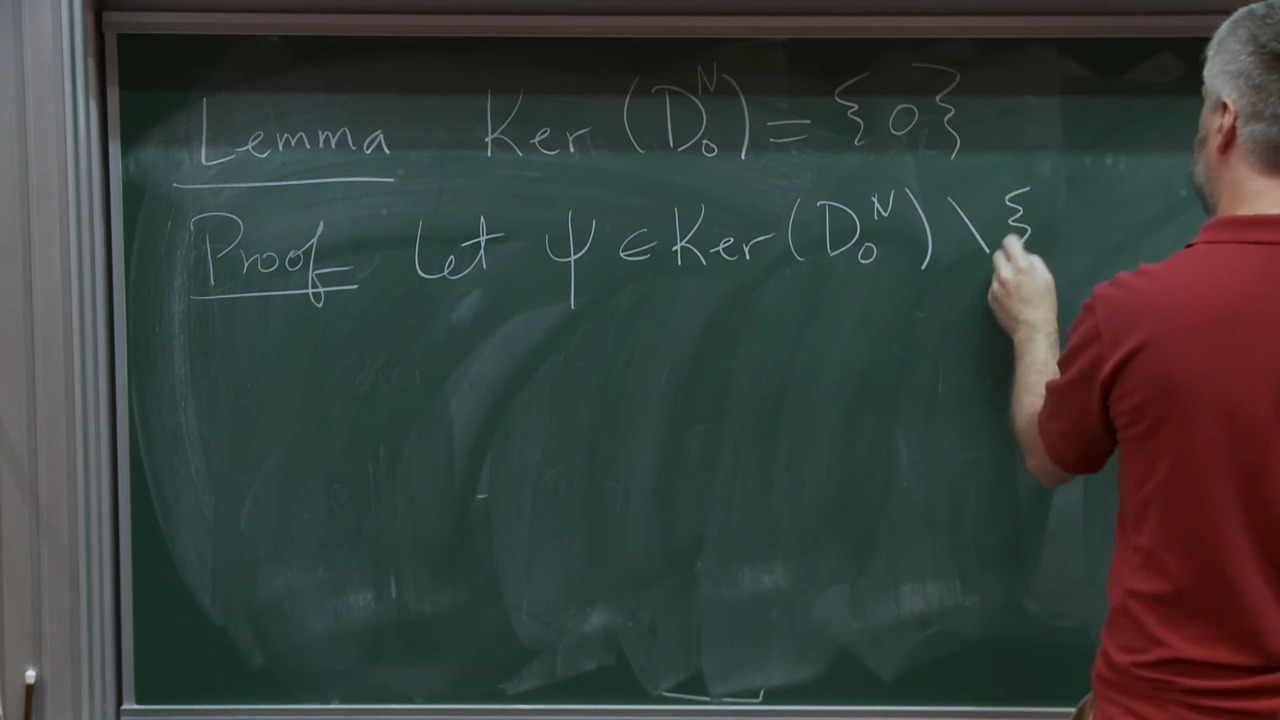 Lemma Ker (D₀ᴺ) = {0}
Proof Let ψ ∈ Ker (D₀ᴺ) \ {